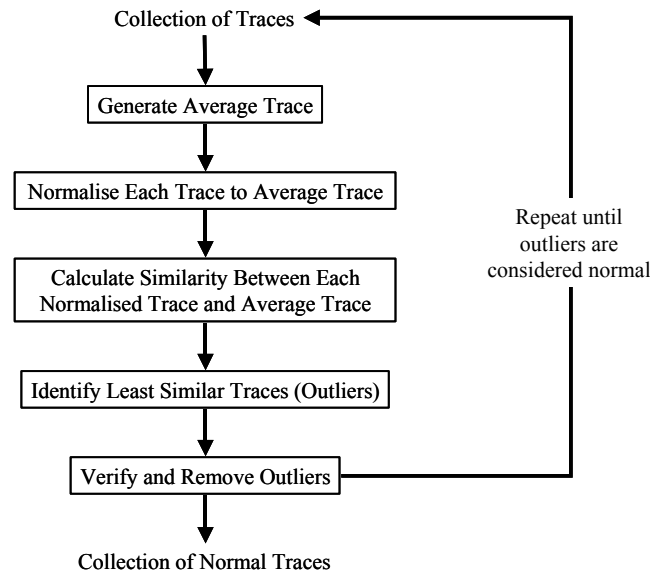 Collection of Traces
Generate Average Trace
Normalise Each Trace to Average Trace
Calculate Similarity Between Each
Normalised Trace and Average Trace
Identify Least Similar Traces (Outliers)
Verify and Remove Outliers
Collection of Normal Traces
Repeat until
outliers are
considered normal